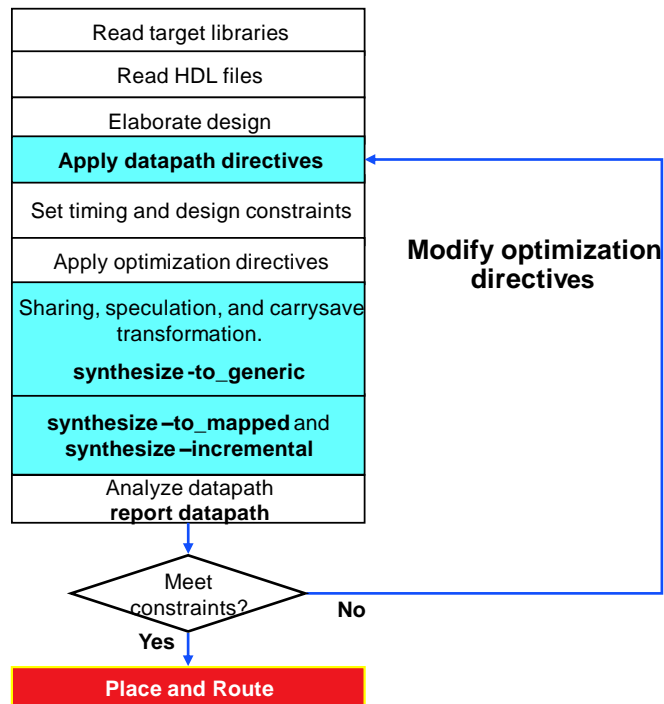 Read target libraries
Read HDL files
Elaborate design
Apply datapath directives
Set timing and design constraints
Modify optimization
directives
Apply optimization directives
Sharing, speculation, and carrysave
transformation.
synthesize -to_generic
synthesize –to_mapped and
synthesize –incremental
Analyze datapath
report datapath
Meet
constraints?
No
Yes
Place and Route